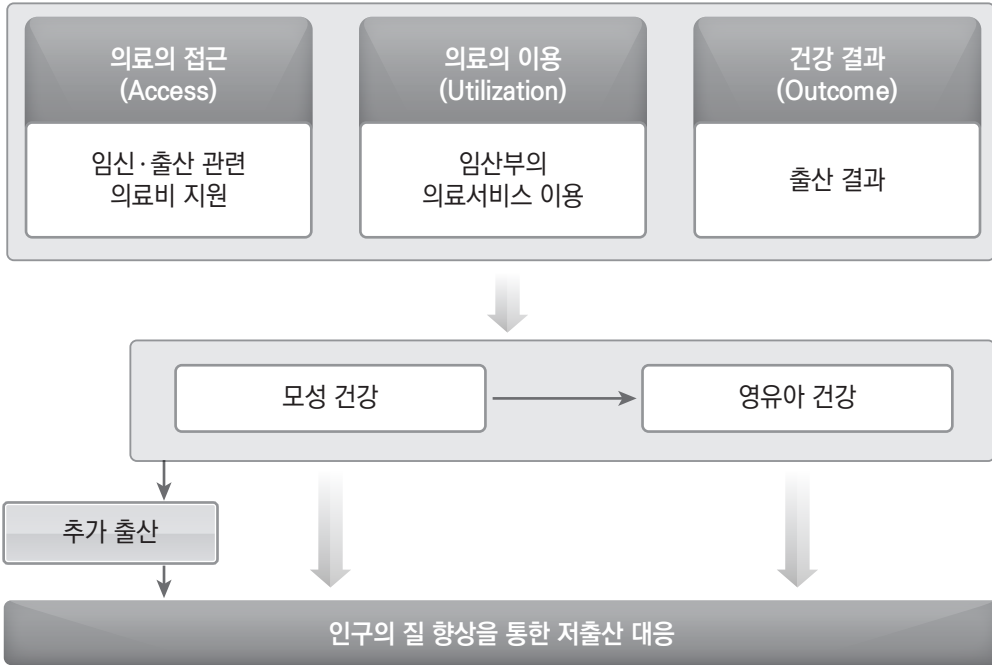 의료의 접근
(Access)
임신·출산 관련
의료비 지원
의료의 이용
(Utilization)
임산부의
의료서비스 이용
건강 결과
(Outcome)
출산 결과
모성 건강
영유아 건강
추가 출산
인구의 질 향상을 통한 저출산 대응